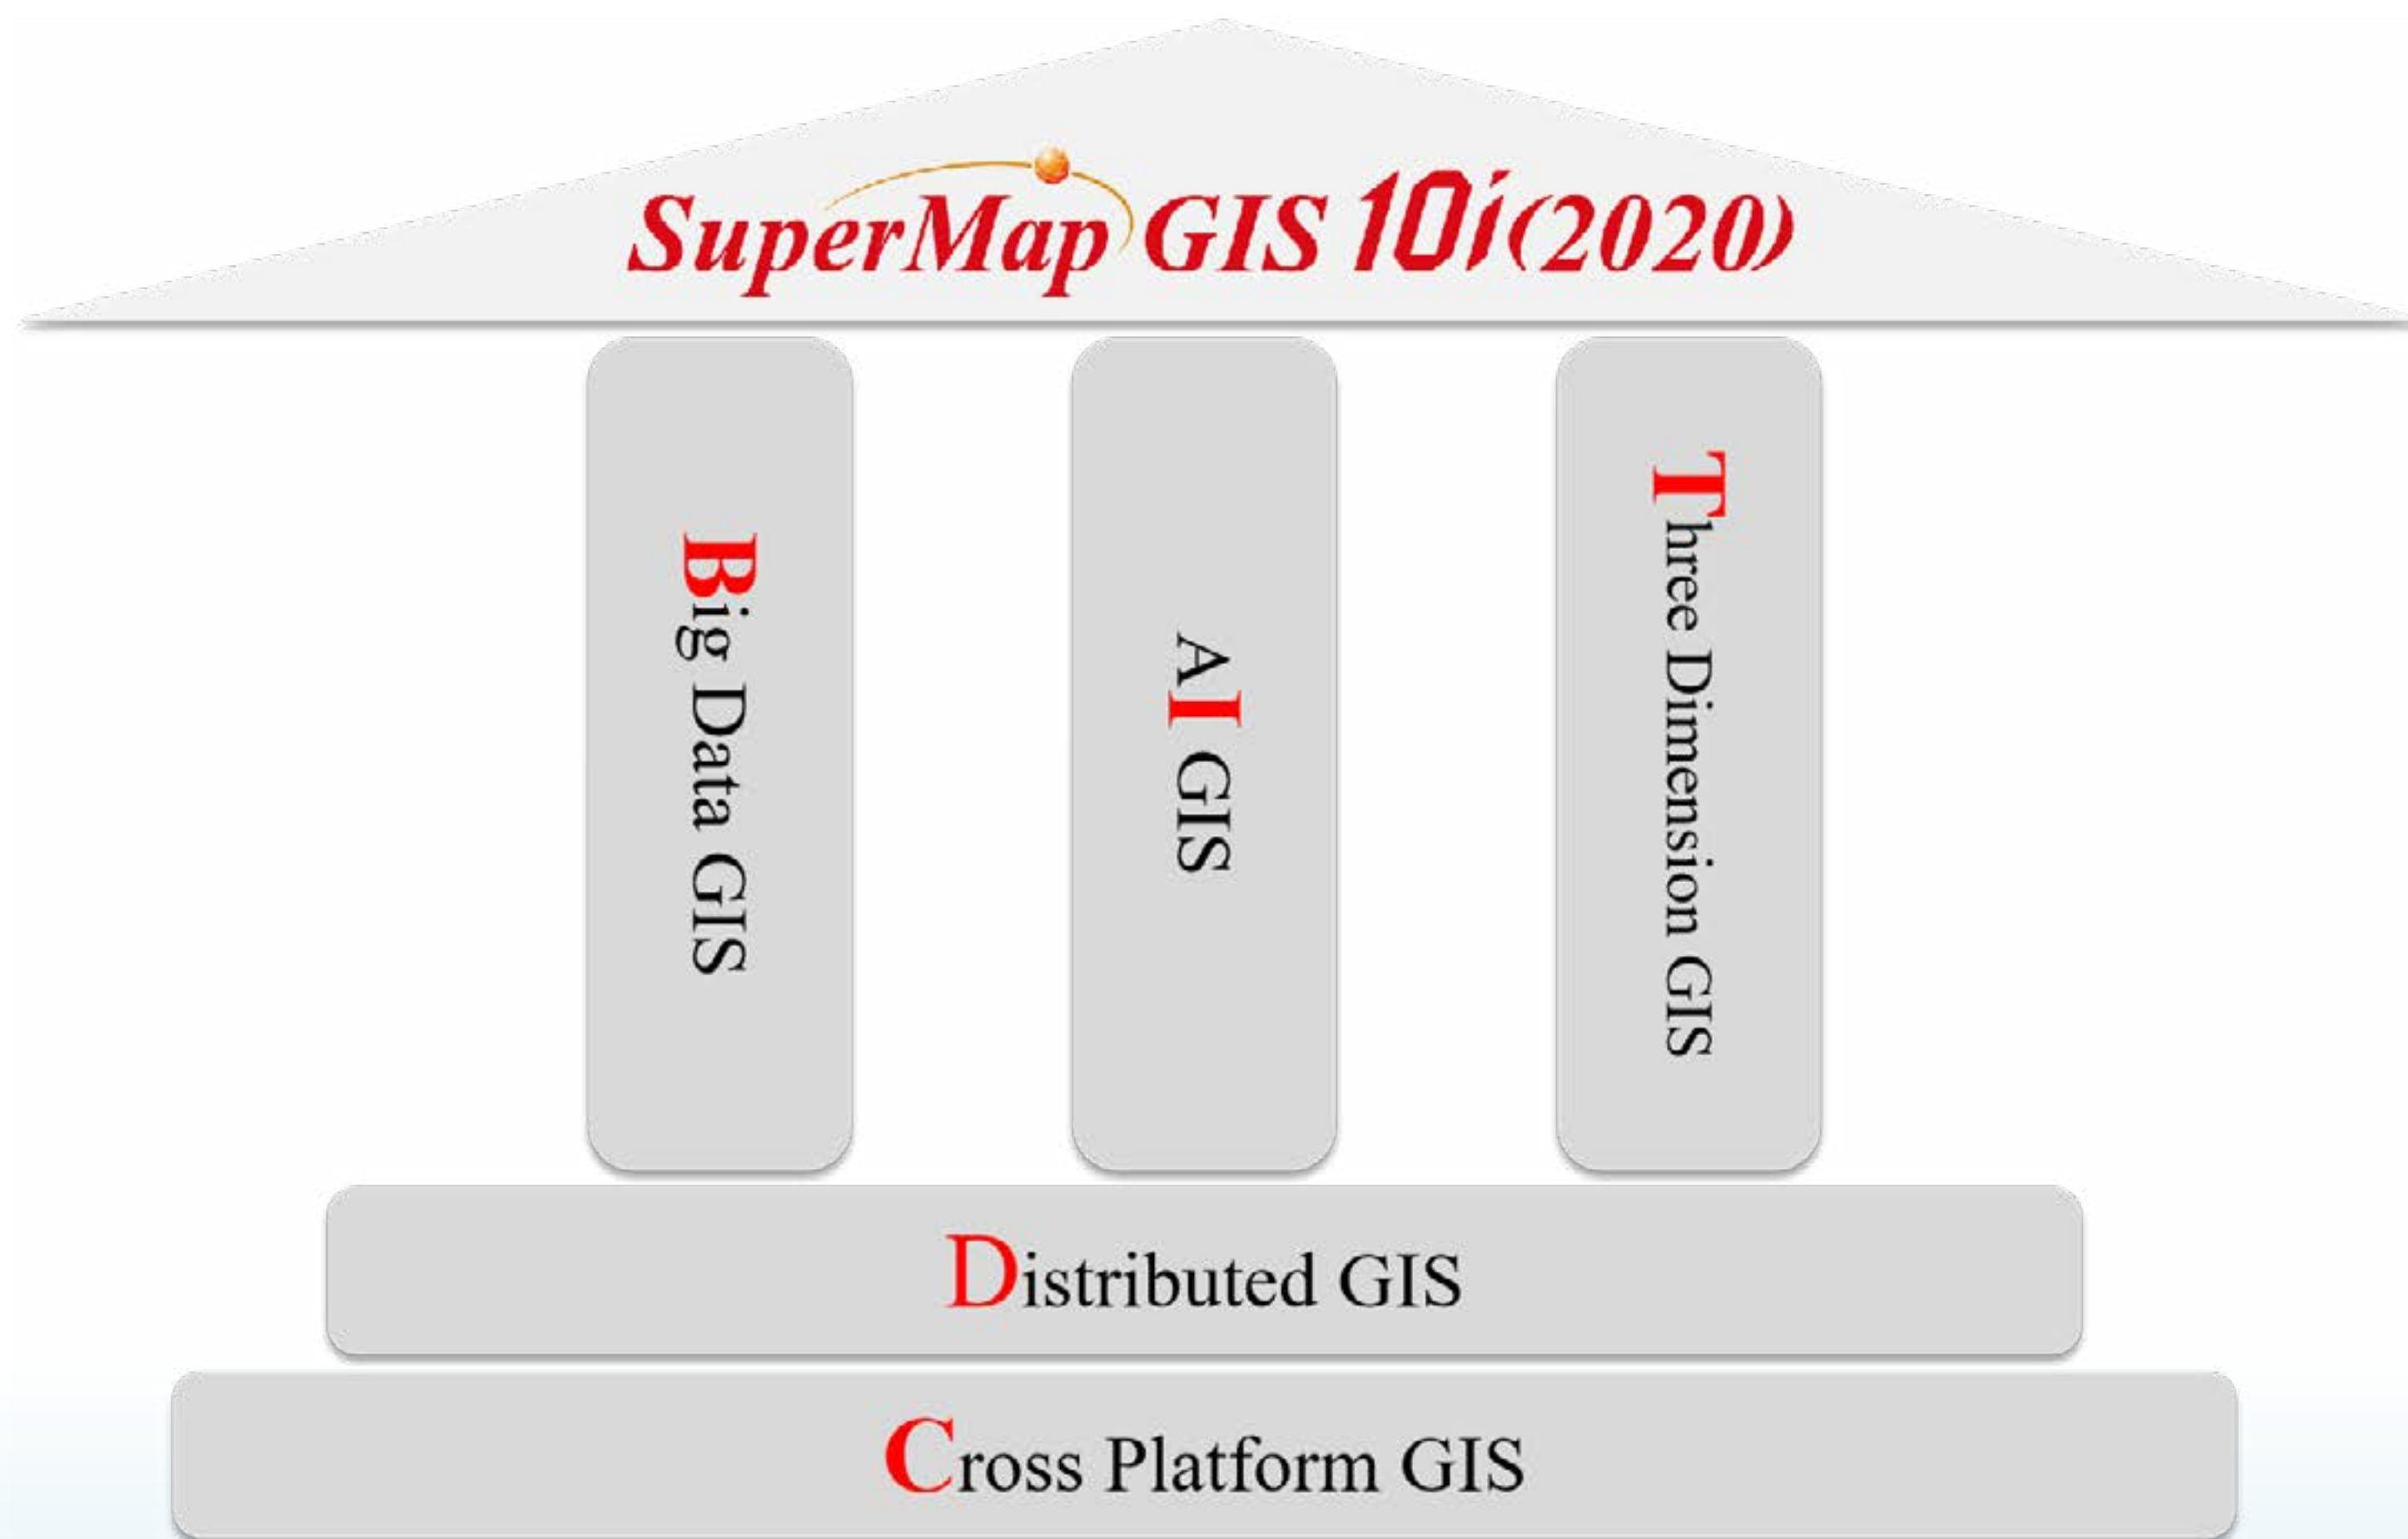 SuperMap GIS 10i(2020)
Big Data GIS
AI GIS
Three Dimension GIS
Distributed GIS
Cross Platform GIS